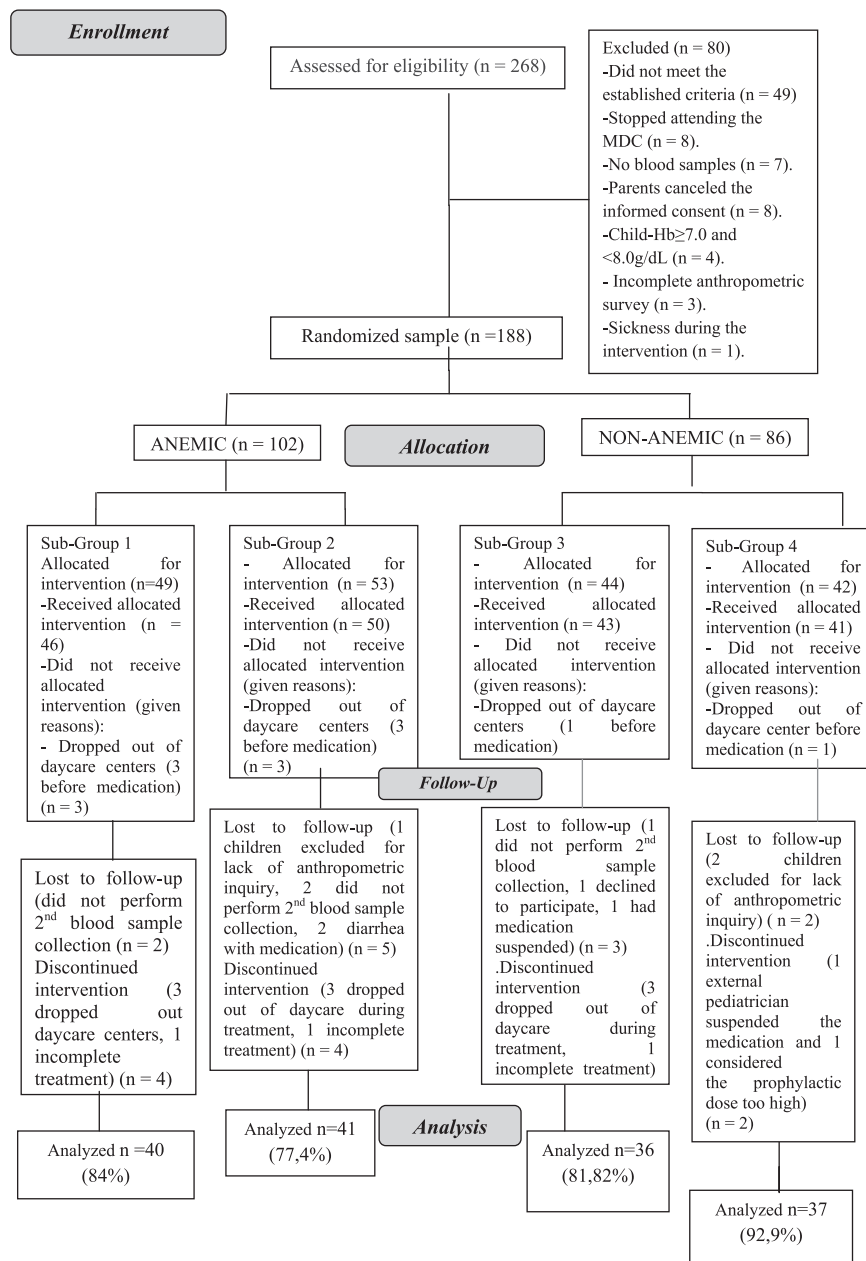 Enrollment
Assessed for eligibility (n = 268)
Excluded (n = 80)
-Did not meet the
established criteria (n = 49)
-Stopped attending the
MDC (n = 8).
-No blood samples (n = 7).
-Parents canceled the
informed consent (n = 8).
-Child-Hb≥7.0 and
<8.0g/dL (n = 4).
- Incomplete anthropometric
survey (n = 3).
-Sickness during the
intervention (n = 1).
Randomized sample (n =188)
ANEMIC (n = 102)
Allocation
NON-ANEMIC (n = 86)
Sub-Group 1
Allocated for
intervention (n=49)
-Received allocated
intervention (n =
46)
-Did not receive
allocated
intervention (given
reasons):
- Dropped out of
daycare centers (3
before medication)
(n = 3)
Sub-Group 2
- Allocated for
intervention (n = 53)
-Received allocated
intervention (n = 50)
-Did not receive
allocated intervention
(given reasons):
-Dropped out of
daycare centers (3
before medication)
(n = 3)
Sub-Group 3
- Allocated for
intervention (n = 44)
-Received allocated
intervention (n = 43)
- Did not receive
allocated intervention
(given reasons):
-Dropped out of daycare
centers (1 before
medication)
Sub-Group 4
- Allocated for
intervention (n = 42)
-Received allocated
intervention (n = 41)
- Did not receive
allocated intervention
(given reasons):
-Dropped out of
daycare center before
medication (n = 1)
Follow-Up
Lost to follow-up
(did not perform
2nd blood sample
collection (n = 2)
Discontinued
intervention (3
dropped out
daycare centers, 1
incomplete
treatment) (n = 4)
Lost to follow-up (1
children excluded for
lack of anthropometric
inquiry, 2 did not
perform 2nd blood sample
collection, 2 diarrhea
with medication) (n = 5)
Discontinued
intervention (3 dropped
out of daycare during
treatment, 1 incomplete
treatment) (n = 4)
Lost to follow-up (1
did not perform 2nd
blood sample
collection, 1 declined
to participate, 1 had
medication
suspended) (n = 3)
.Discontinued
intervention (3
dropped out of
daycare during
treatment, 1
incomplete treatment)
Lost to follow-up
(2 children
excluded for lack
of anthropometric
inquiry) ( n = 2)
.Discontinued
intervention (1
external
pediatrician
suspended the
medication and 1
considered
the prophylactic
dose too high)
(n = 2)
Analysis
Analyzed n =40
(84%)
Analyzed n=41
(77,4%)
Analyzed n=36
(81,82%)
Analyzed n=37
(92,9%)